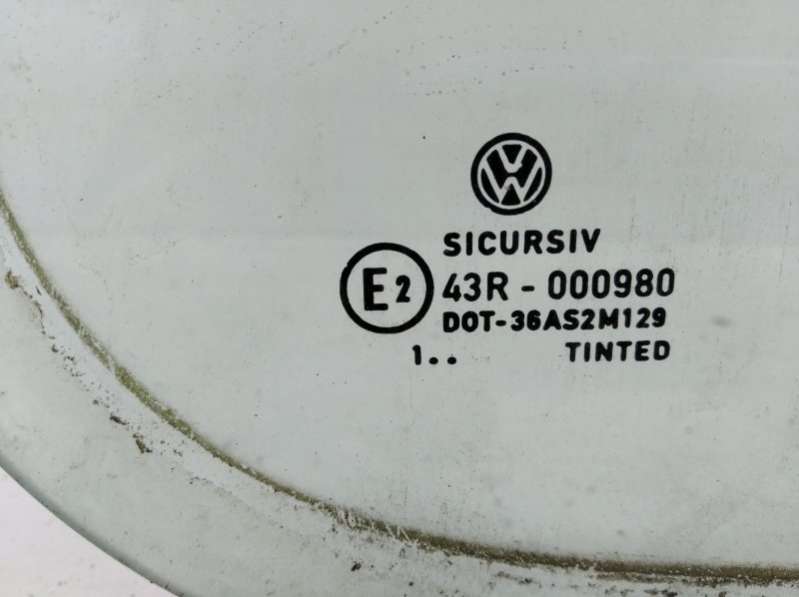 SICURSIV
E2 43R - 000980
DOT-36AS2M129
1.. TINTED